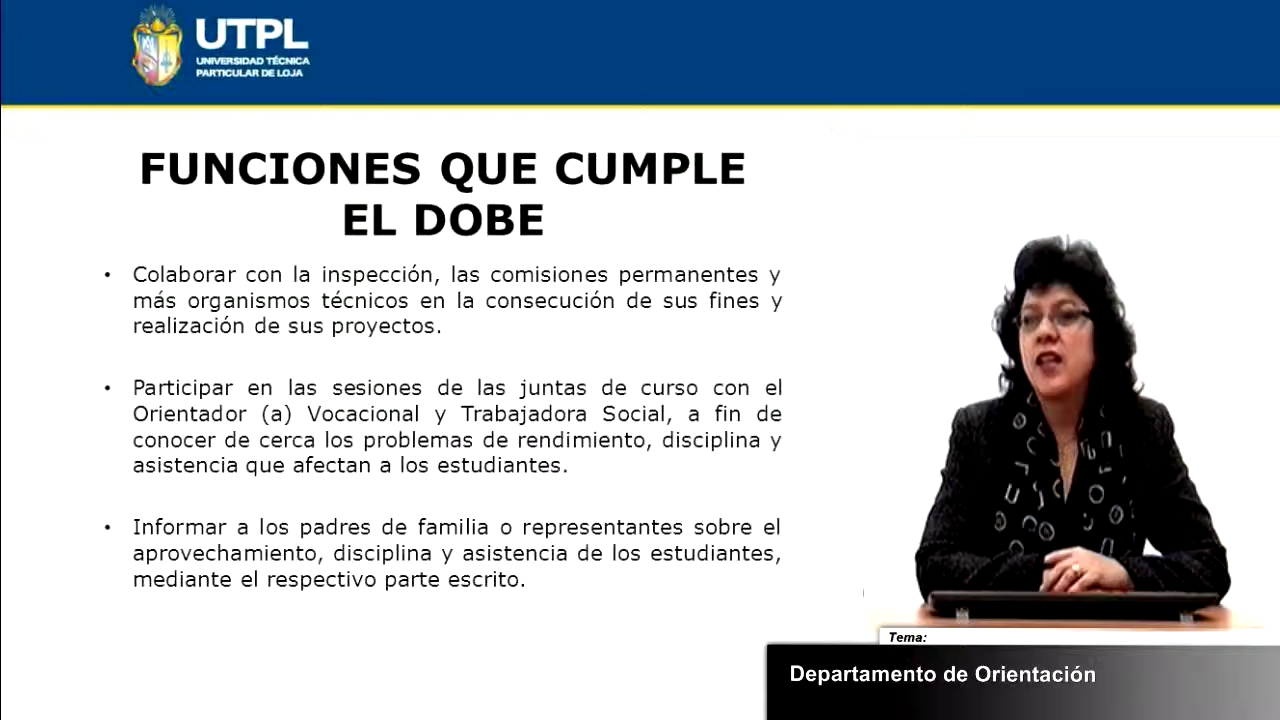 UTPL
UNIVERSIDAD TÉCNICA
PARTICULAR DE LOJA
FUNCIONES QUE CUMPLE
EL DOBE
• Colaborar con la inspección, las comisiones permanentes y
más organismos técnicos en la consecución de sus fines y
realización de sus proyectos.
• Participar en las sesiones de las juntas de curso con el
Orientador (a) Vocacional y Trabajadora Social, a fin de
conocer de cerca los problemas de rendimiento, disciplina y
asistencia que afectan a los estudiantes.
• Informar a los padres de familia o representantes sobre el
aprovechamiento, disciplina y asistencia de los estudiantes,
mediante el respectivo parte escrito.
Tema:
Departamento de Orientación